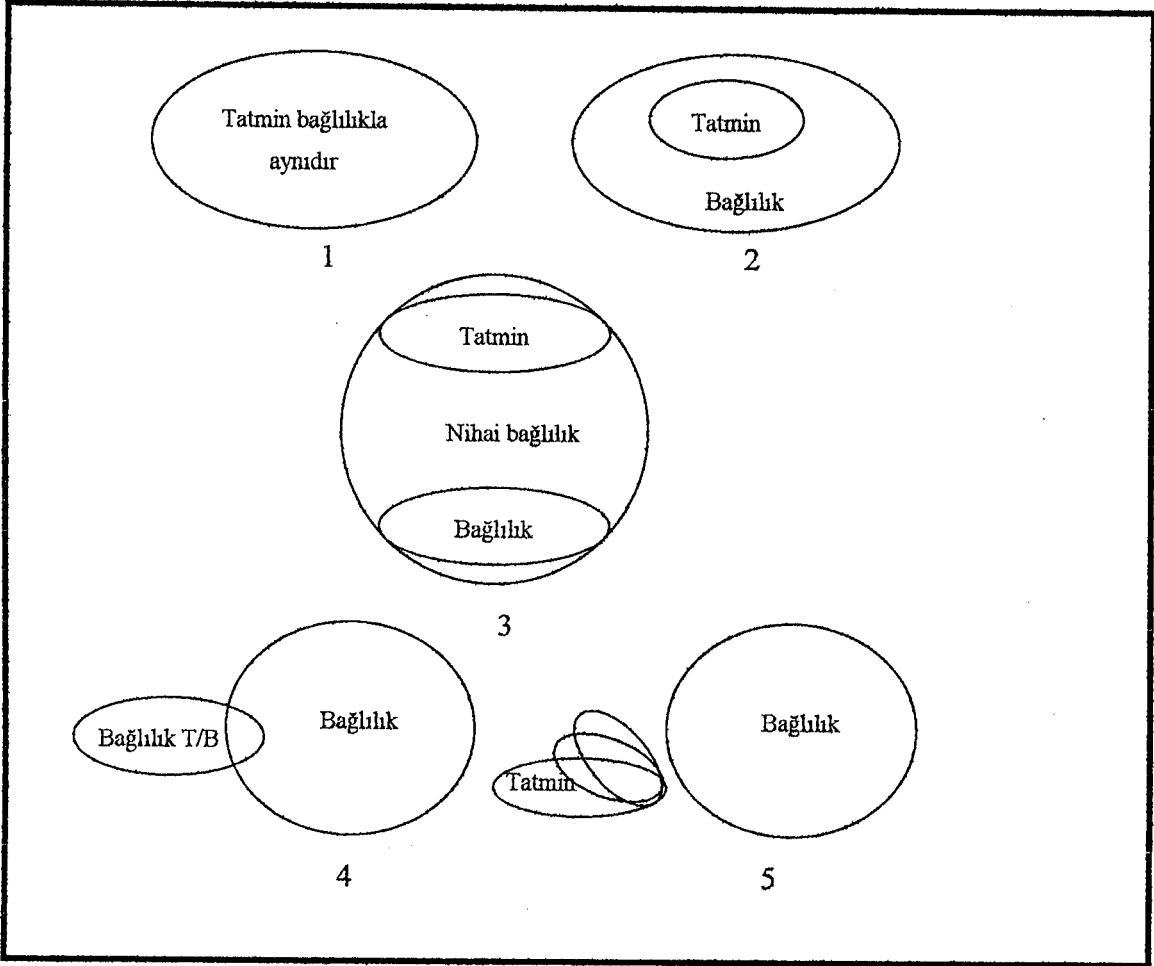 Tatmin bağlılıkla
aynıdır
1
Tatmin
Bağlılık
2
Tatmin
Nihai bağlılık
Bağlılık
3
Bağlılık T/B
Bağlılık
4
Tatmin
Bağlılık
5